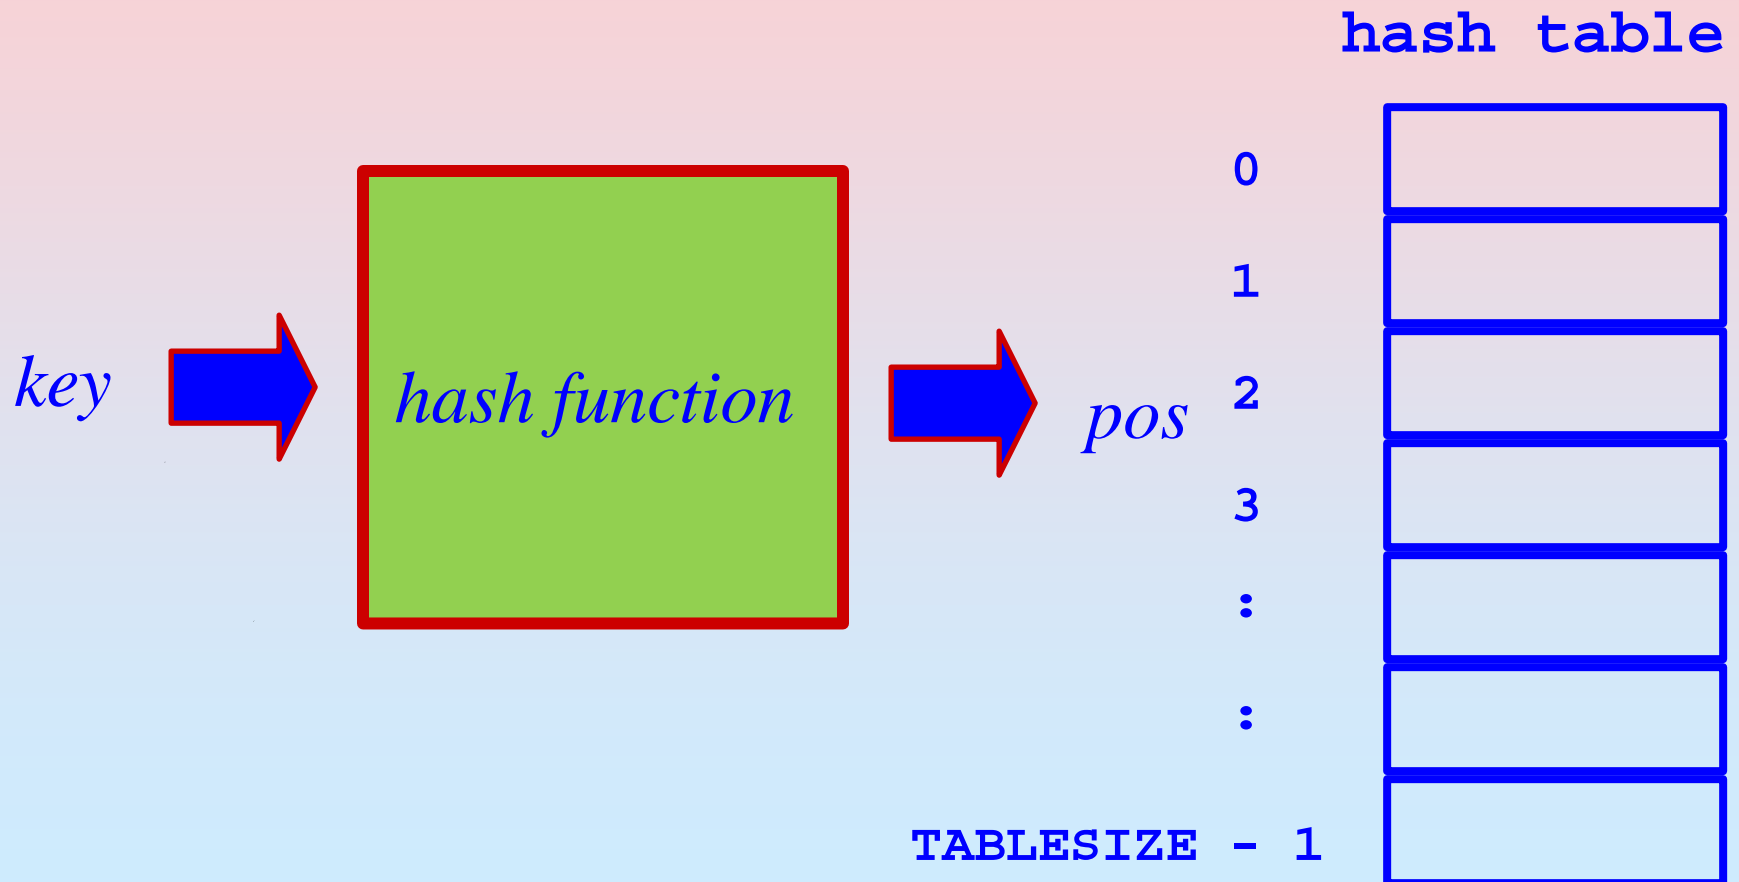 hash table
0
1
key
hash function
pos
2
3
:
:
TABLESIZE - 1